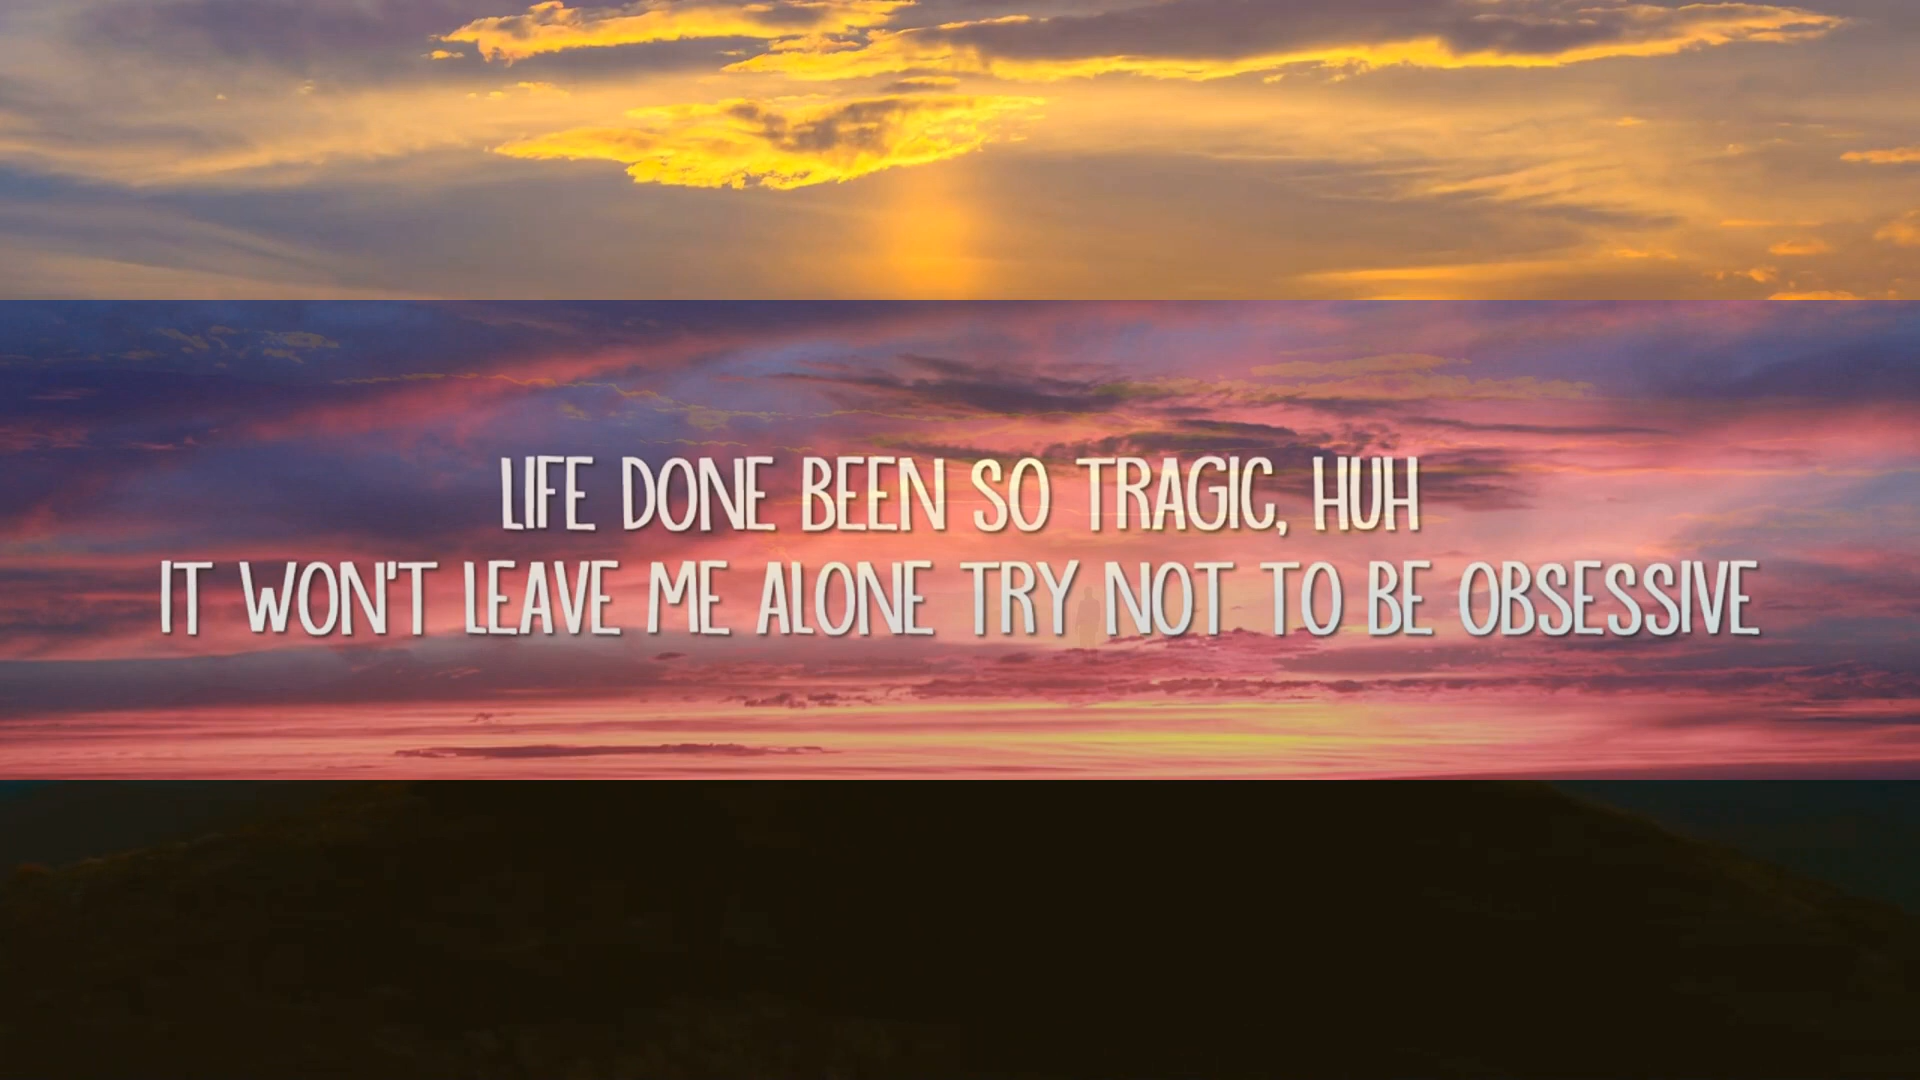 LIFE DONE BEEN SO TRAGIC, HUH
IT WON'T LEAVE ME ALONE TRY NOT TO BE OBSESSIVE